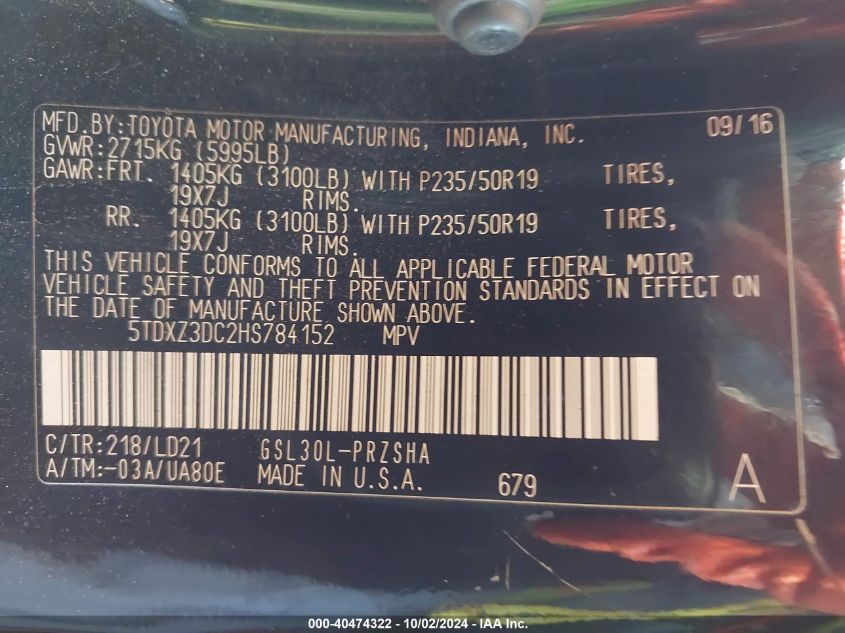 MFD.BY:TOYOTA MOTOR MANUFACTURING, INDIANA, INC. 09/16
GVWR:2715KG (5995LB)
GAWR:FRT. 1405KG (3100LB) WITH P235/50R19 TIRES,
19X7J RIMS.
RR. 1405KG (3100LB) WITH P235/50R19 TIRES,
19X7J RIMS.
THIS VEHICLE CONFORMS TO ALL APPLICABLE FEDERAL MOTOR
VEHICLE SAFETY AND THEFT PREVENTION STANDARDS IN EFFECT ON
THE DATE OF MANUFACTURE SHOWN ABOVE.
5TDXZ3DC2HS784152 MPV
C/TR:218/LD21 GSL30L-PRZSHA
A/TM:-03A/UA80E MADE IN U.S.A. 679 A
000-40474322 - 10/02/2024 - IAA Inc.